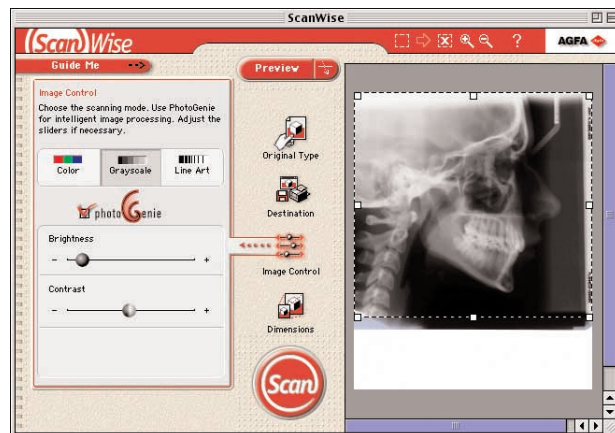 ScanWise
(Scan) Wise
?
AGFA
Guide Me
Preview
Image Control
Choose the scanning mode. Use PhotoGenie
for intelligent image processing. Adjust the
sliders if necessary.
Color
Grayscale
Line Art
photo Genie
Brightness
- +
Contrast
- +
Original Type
Destination
Image Control
Dimensions
Scan